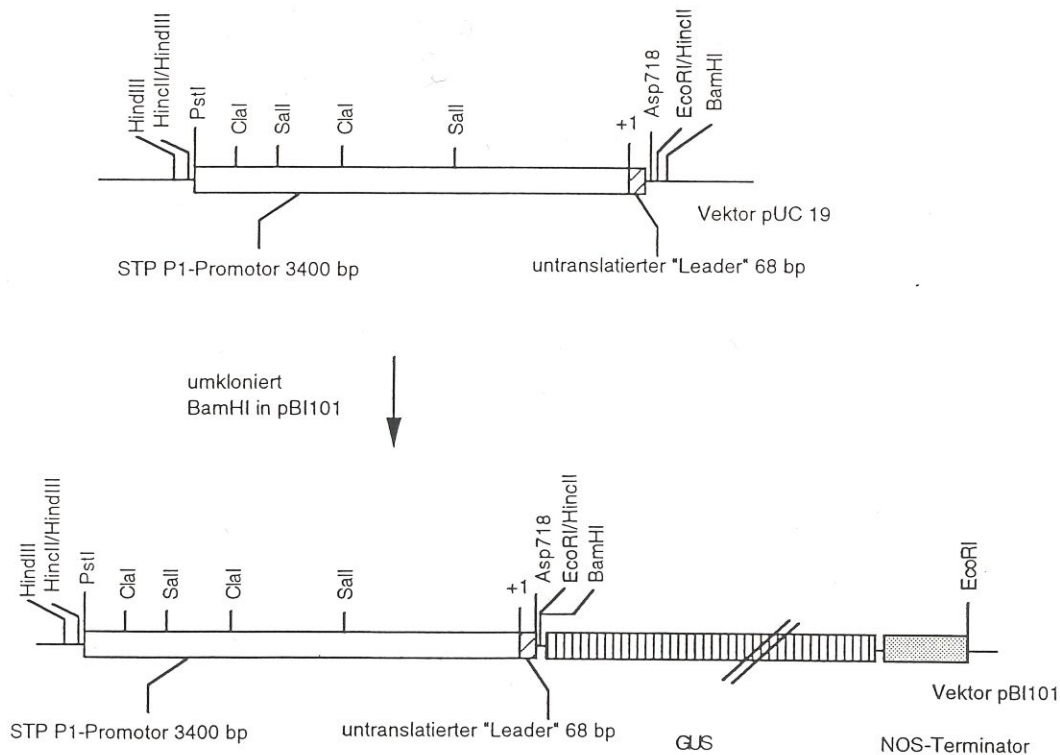 HindIII
HincII/HindIII
PstI
ClaI
SalI
ClaI
SalI
+1
Asp718
EcoRI/HincII
BamHI
Vektor pUC 19
STP P1-Promotor 3400 bp
untranslatierter "Leader" 68 bp
umkloniert
BamHI in pBI101
HindIII
HincII/HindIII
PstI
ClaI
SalI
ClaI
SalI
+1
Asp718
EcoRI/HincII
BamHI
EcoRI
Vektor pBI101
STP P1-Promotor 3400 bp
untranslatierter "Leader" 68 bp
GUS
NOS-Terminator